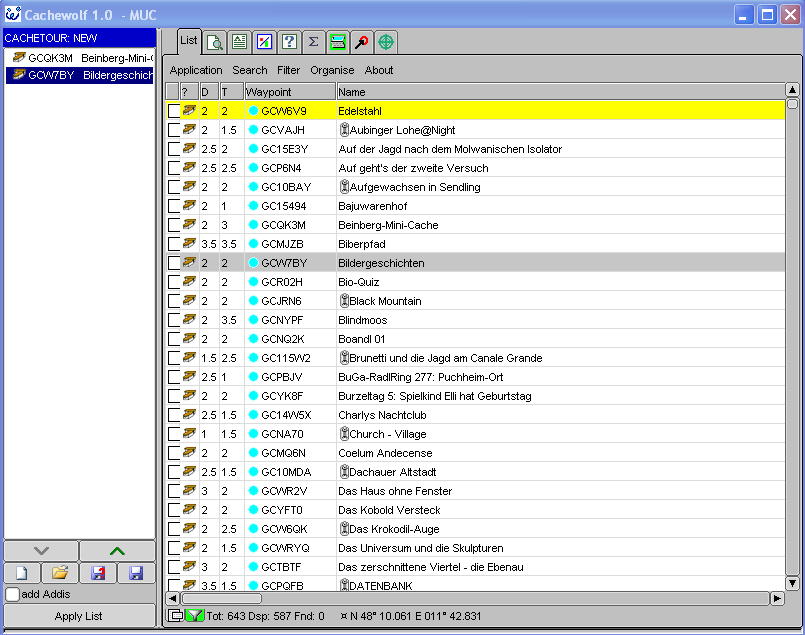 Cachewolf 1.0 - MUC
CACHETOUR: NEW
GCQK3M Beinberg-Mini-
GCW7BY Bildergeschich
add Addis
Apply List
List
Application Search Filter Organise About
? D T Waypoint Name
2 2 GCW6V9 Edelstahl
2 1.5 GCVAJH Aubinger Lohe@Night
2.5 2 GC15E3Y Auf der Jagd nach dem Molwanischen Isolator
2.5 2.5 GCP6N4 Auf geht's der zweite Versuch
2 2 GC10BAY Aufgewachsen in Sendling
2 1 GC15494 Bajuwarenhof
2 3 GCQK3M Beinberg-Mini-Cache
3.5 3.5 GCMJZB Biberpfad
2 2 GCW7BY Bildergeschichten
2 2 GCR02H Bio-Quiz
2 2 GCJRN6 Black Mountain
2 3.5 GCNYPF Blindmoos
2 2 GCNQ2K Boandl 01
1.5 2.5 GC115W2 Brunetti und die Jagd am Canale Grande
2.5 1 GCPBJV BuGa-RadlRing 277: Puchheim-Ort
2 2 GCYK8F Burzeltag 5: Spielkind Elli hat Geburtstag
2.5 1.5 GC14W5X Charlys Nachtclub
1 1.5 GCNA70 Church - Village
2 2 GCMQ6N Coelum Andecense
2.5 1.5 GC10MDA Dachauer Altstadt
3 2 GCWR2V Das Haus ohne Fenster
2 2 GCYFT0 Das Kobold Versteck
2 2.5 GCW6QK Das Krokodil-Auge
2 1.5 GCWRYQ Das Universum und die Skulpturen
3 2 GCTBTF Das zerschnittene Viertel - die Ebenau
3.5 1.5 GCPQFB DATENBANK
Tot: 643 Dsp: 587 Fnd: 0 ¤ N 48° 10.061 E 011° 42.831